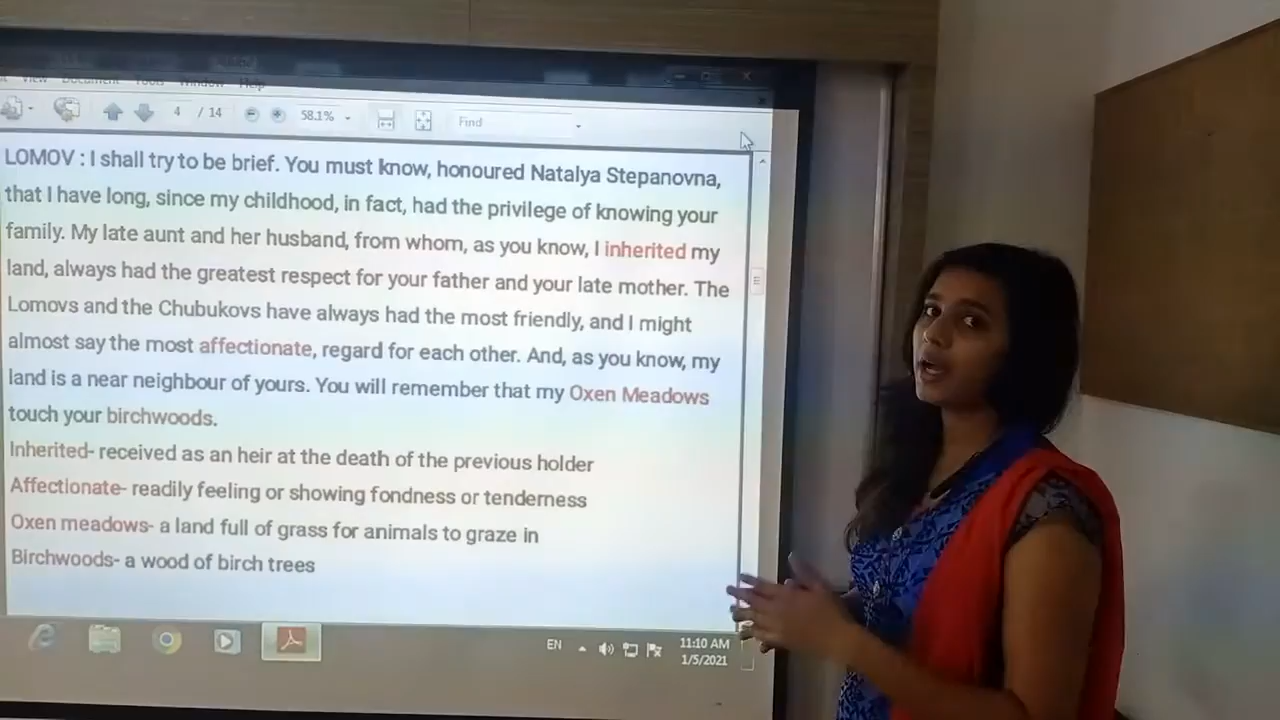 View Document Tools Window Help
4 / 14 58.1% Find
LOMOV : I shall try to be brief. You must know, honoured Natalya Stepanovna,
that I have long, since my childhood, in fact, had the privilege of knowing your
family. My late aunt and her husband, from whom, as you know, I inherited my
land, always had the greatest respect for your father and your late mother. The
Lomovs and the Chubukovs have always had the most friendly, and I might
almost say the most affectionate, regard for each other. And, as you know, my
land is a near neighbour of yours. You will remember that my Oxen Meadows
touch your birchwoods.
Inherited- received as an heir at the death of the previous holder
Affectionate- readily feeling or showing fondness or tenderness
Oxen meadows- a land full of grass for animals to graze in
Birchwoods- a wood of birch trees
EN 11:10 AM
1/5/2021